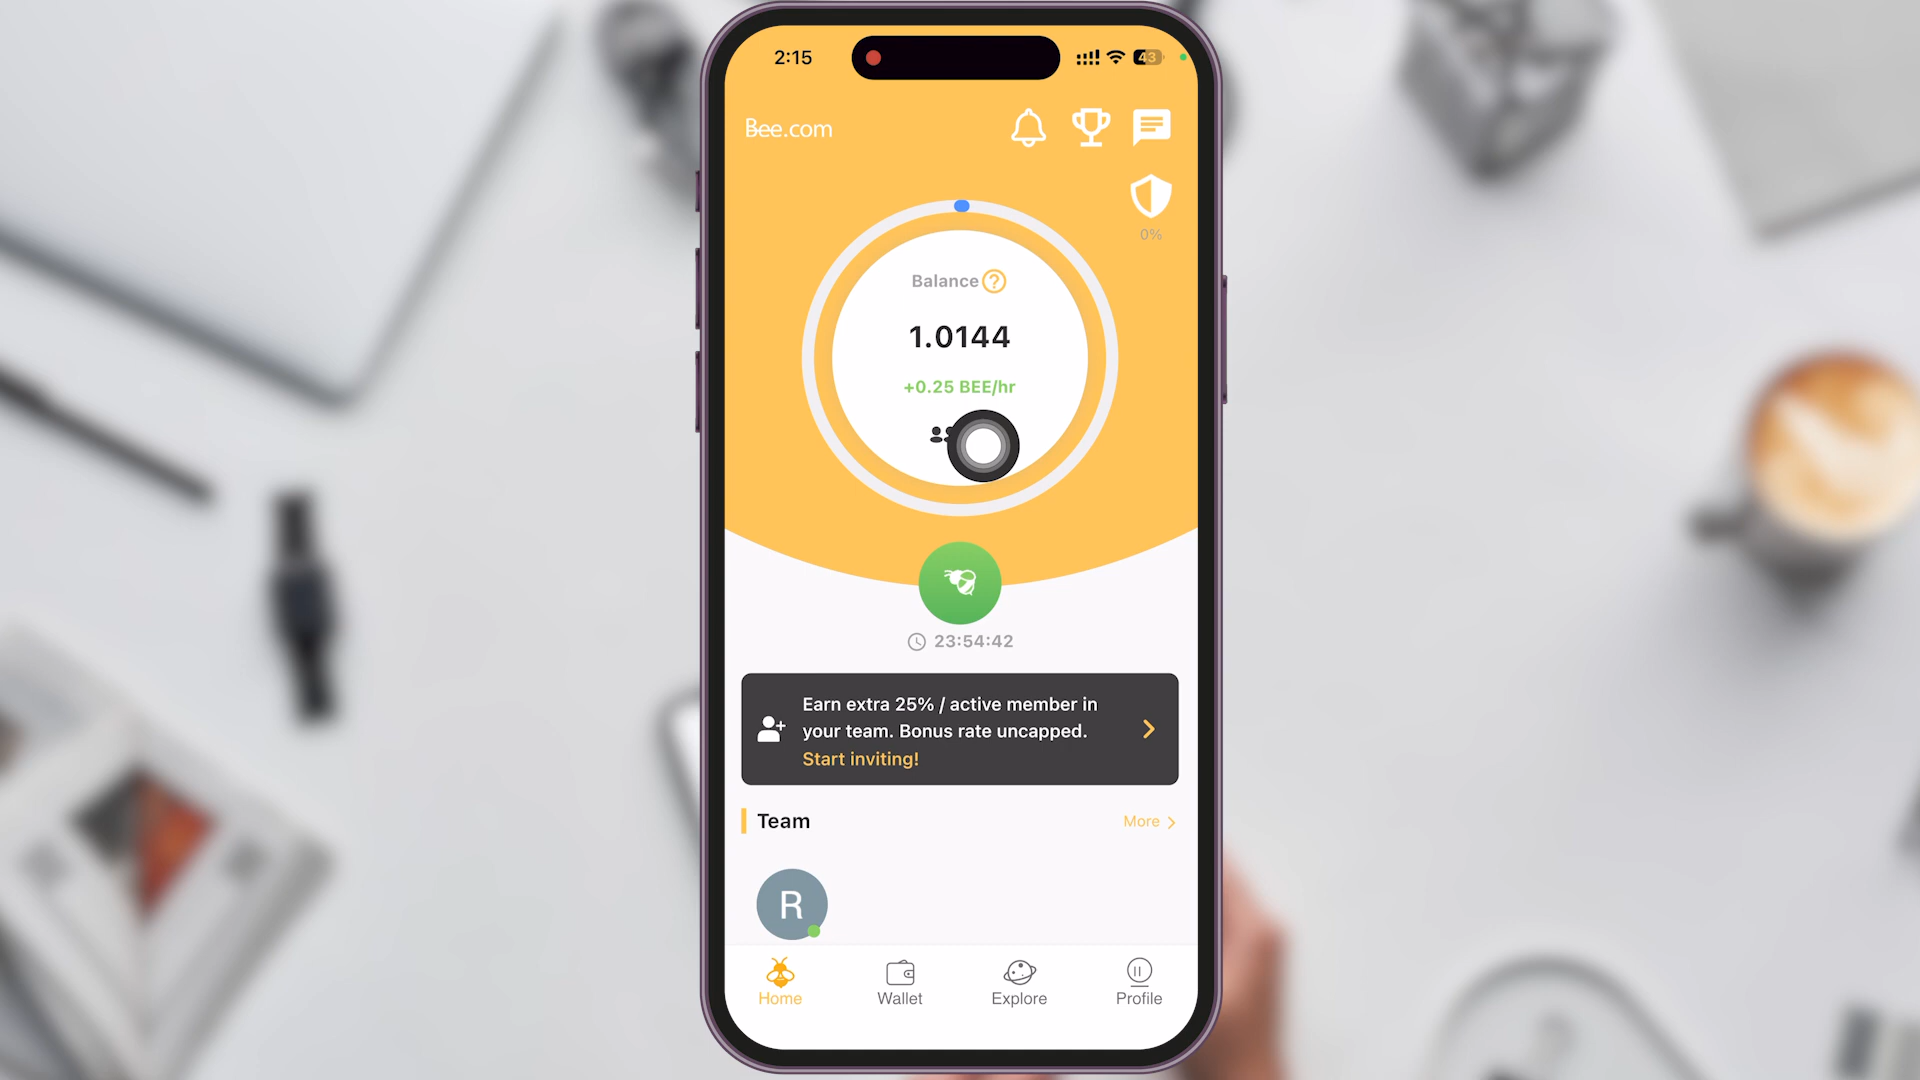 2:15
43
Bee.com
0%
Balance ?
1.0144
+0.25 BEE/hr
23:54:42
Earn extra 25% / active member in
your team. Bonus rate uncapped.
Start inviting!
Team
More
R
Home
Wallet
Explore
Profile